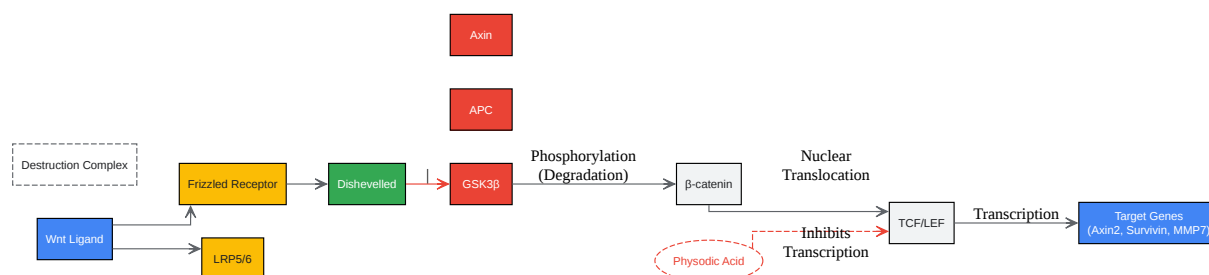 Axin
APC
Destruction Complex
Frizzled Receptor
Dishevelled
GSK3β
Phosphorylation
(Degradation)
β-catenin
Nuclear
Translocation
Wnt Ligand
LRP5/6
Physodic Acid
Inhibits
Transcription
TCF/LEF
Transcription
Target Genes
(Axin2, Survivin, MMP7)